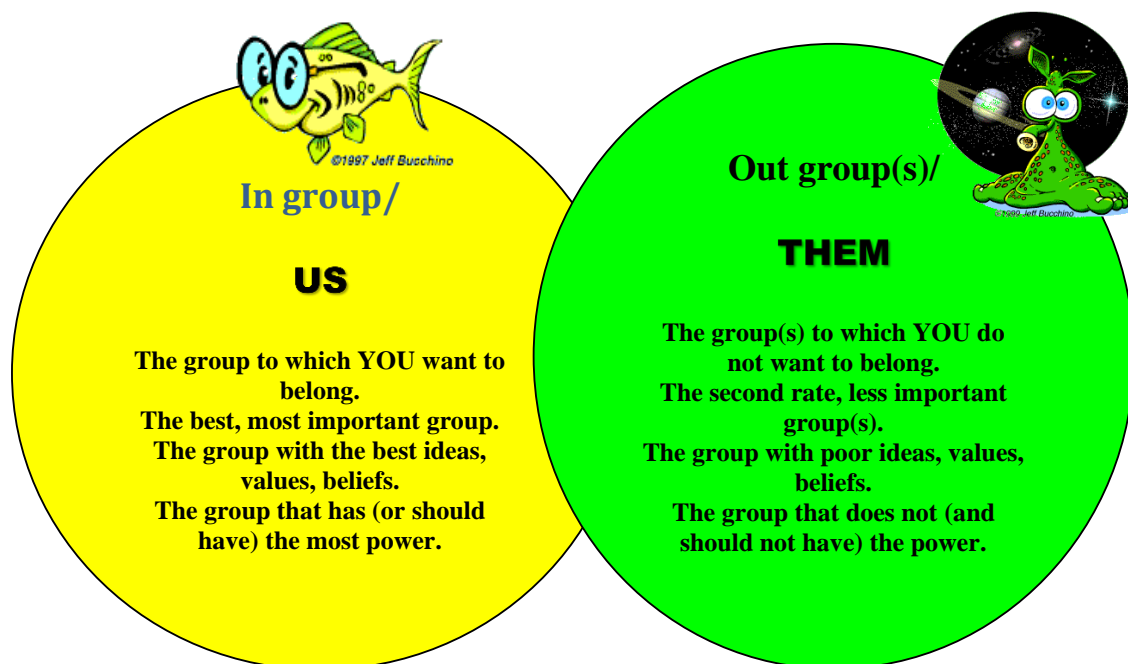 ©1997 Jeff Bucchino
In group/
US
The group to which YOU want to
belong.
The best, most important group.
The group with the best ideas,
values, beliefs.
The group that has (or should
have) the most power.
©1999 Jeff Bucchino
Out group(s)/
THEM
The group(s) to which YOU do
not want to belong.
The second rate, less important
group(s).
The group with poor ideas, values,
beliefs.
The group that does not (and
should not have) the power.